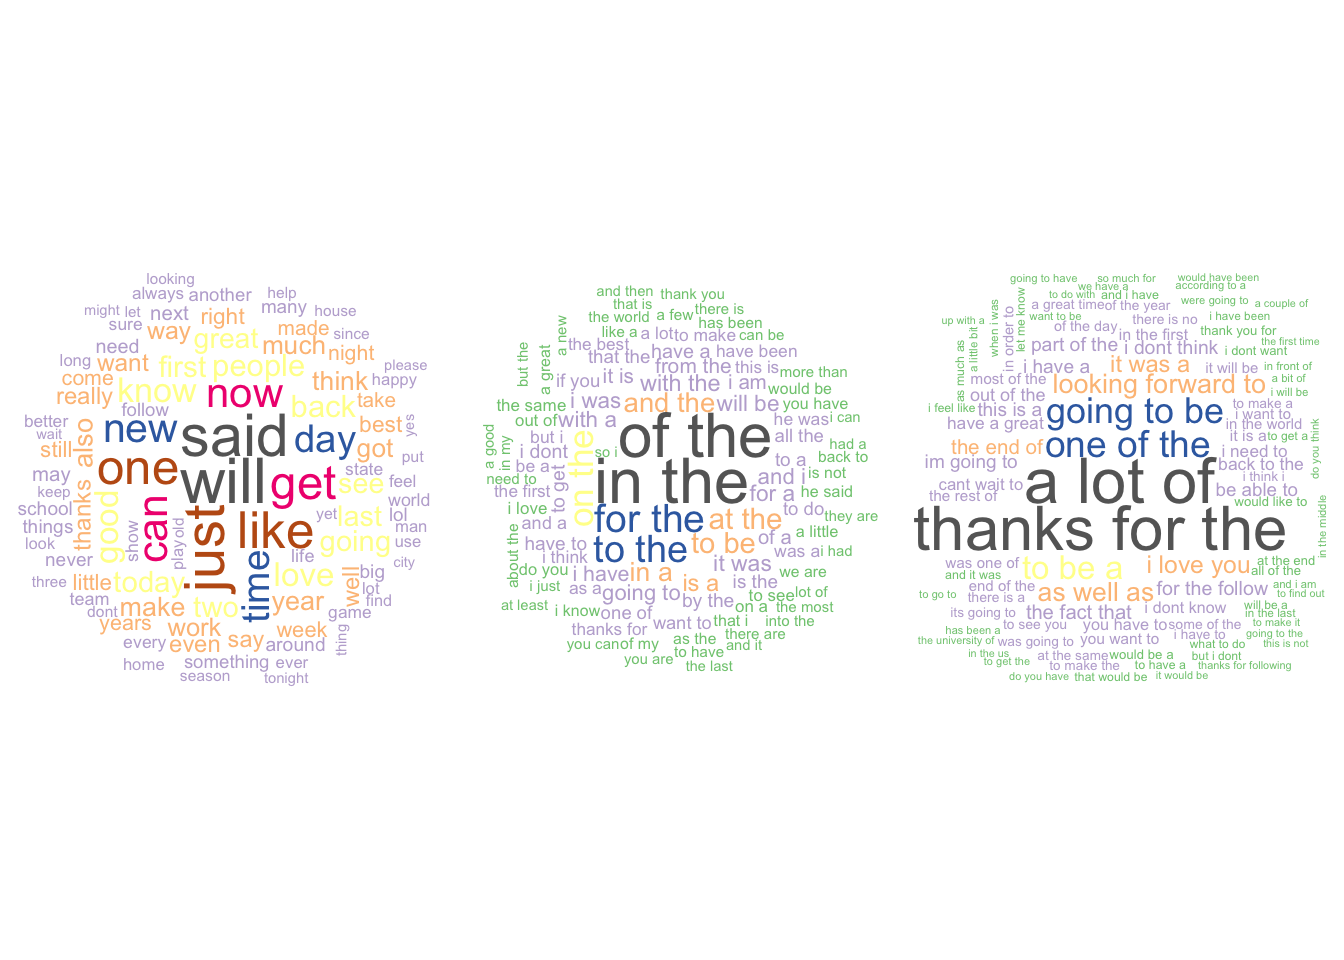 looking
always another help
might let next many house
sure way right made since
need great much night
long want first people please
come know now think happy
really follow back take
better new said day best yes
wait also one will get got put
still state
may good can see feel
keep just like yet last world
school thanks show lol
things play old going man
look time life use
never love well big city
three little today lot
team make two year find
dont game
years work week thing
every even say around
home something ever
season tonight
and then thank you
that is there is
the world a few has been
a new like a a lot to make can be
but the the best have a have been
a great that the from the this is more than
if you it is with the i am would be
the same i was and the will be you have
out of with a of the he was i can
a good in my but i so i all the had a
i dont on the in the to a back to
need to be a and i is not
the first to get for a he said
i love for the at the to do they are
about the and a a little
have to to the to be of a
i think was a i had
do you i have in a it was we are
i just as a going to is a is the to see lot of
at least i know one of by the on a the most
thanks for want to that i into the
you can of my as the there are
you are to have and it
the last
going to have so much for would have been
we have a according to a
to do with and i have were going to
a great time of the year a couple of
up with a when i was in order to let me know want to be there is no i have been
of the day in the first thank you for
as much as a little bit part of the i dont think the first time
i have a it was a i dont want
most of the looking forward to it will be in front of
out of the a bit of
i feel like this is a going to be i will be
have a great to make a
i want to
the end of one of the in the world
im going to it is a to get a
i need to do you think
cant wait to a lot of back to the i think i
the rest of be able to would like to
thanks for the in the middle
was one of to be a i love you at the end
and it was all of the
to go to end of the as well as for the follow and i am
there is a to find out
its going to the fact that i dont know will be a
in the last
has been a to see you you have to some of the to make it
the university of was going to you want to i have to going to the
in the us what to do this is not
to get the at the same would be a but i dont
to make the to have a thanks for following
do you have that would be it would be